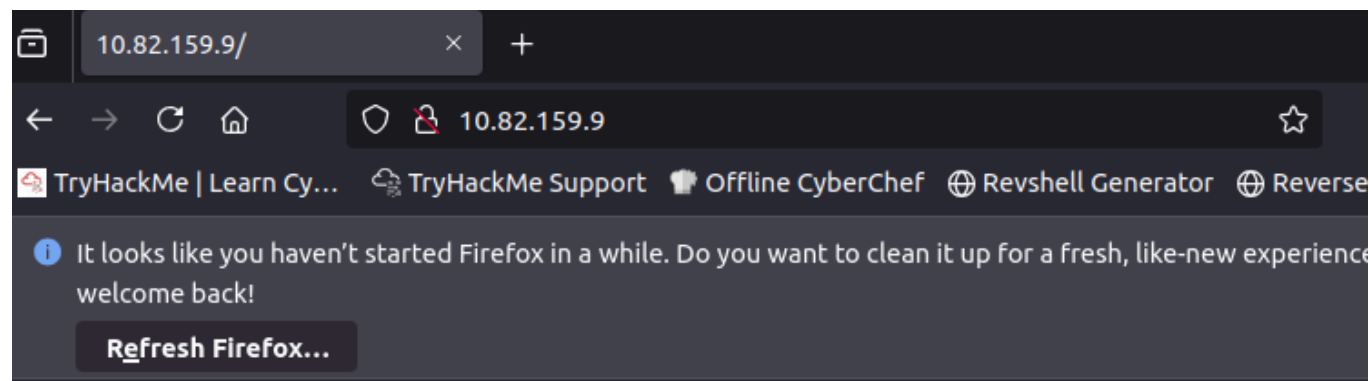 10.82.159.9/
10.82.159.9
TryHackMe | Learn Cy… TryHackMe Support Offline CyberChef Revshell Generator Reverse
It looks like you haven’t started Firefox in a while. Do you want to clean it up for a fresh, like-new experience
welcome back!
Refresh Firefox…